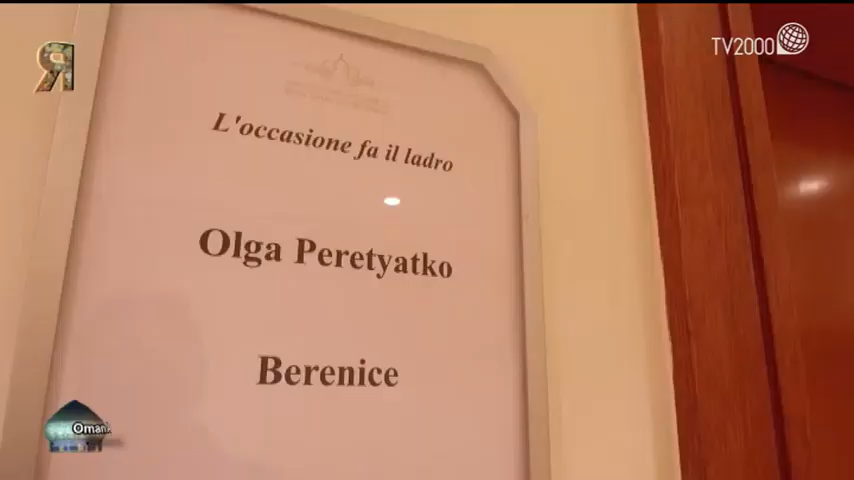 TV2000
L'occasione fa il ladro
Olga Peretyatko
Berenice
Oman